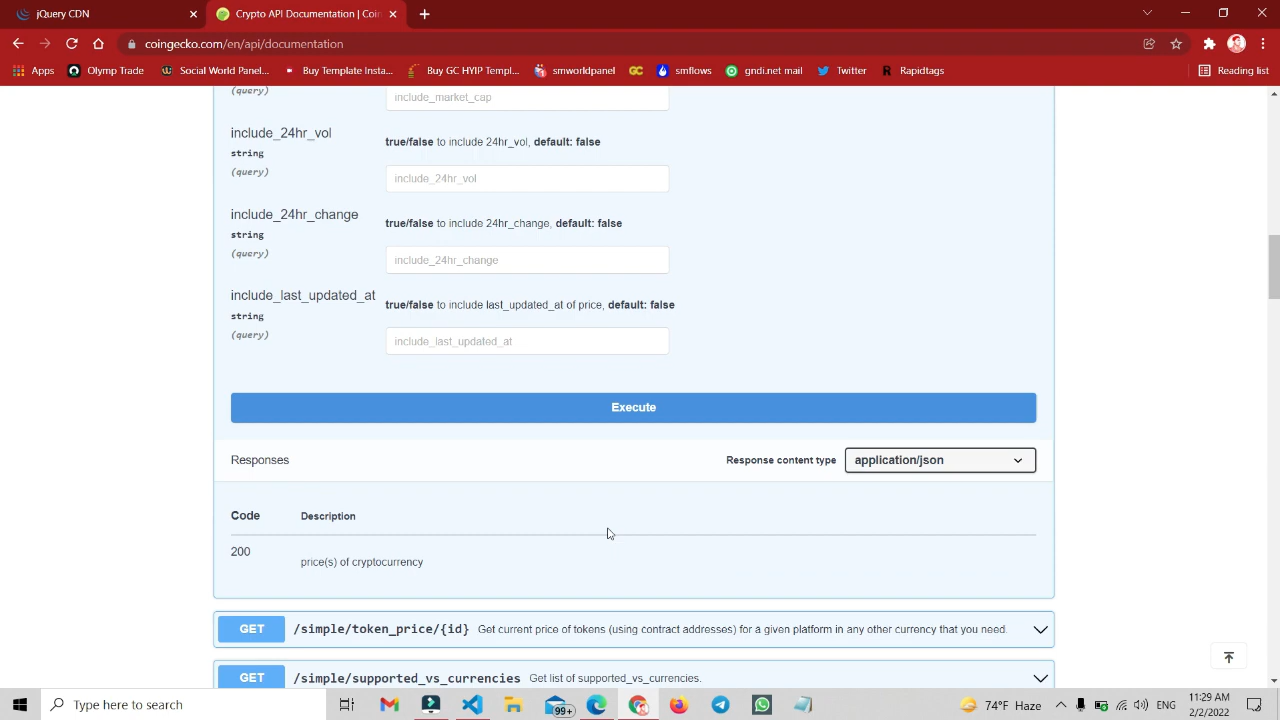 jQuery CDN
Crypto API Documentation | Coin
coingecko.com/en/api/documentation
Apps
Olymp Trade
Social World Panel...
Buy Template Insta...
Buy GC HYIP Templ...
smworldpanel
GC
smflows
gndi.net mail
Twitter
R Rapidtags
Reading list
(query)
include_market_cap
include_24hr_vol
true/false to include 24hr_vol, default: false
string
(query)
include_24hr_vol
include_24hr_change
true/false to include 24hr_change, default: false
string
(query)
include_24hr_change
include_last_updated_at
true/false to include last_updated_at of price, default: false
string
(query)
include_last_updated_at
Execute
Responses
Response content type
application/json
Code
Description
200
price(s) of cryptocurrency
GET /simple/token_price/{id} Get current price of tokens (using contract addresses) for a given platform in any other currency that you need.
GET /simple/supported_vs_currencies Get list of supported_vs_currencies.
Type here to search
99+
74°F Haze
11:29 AM
2/2/2022